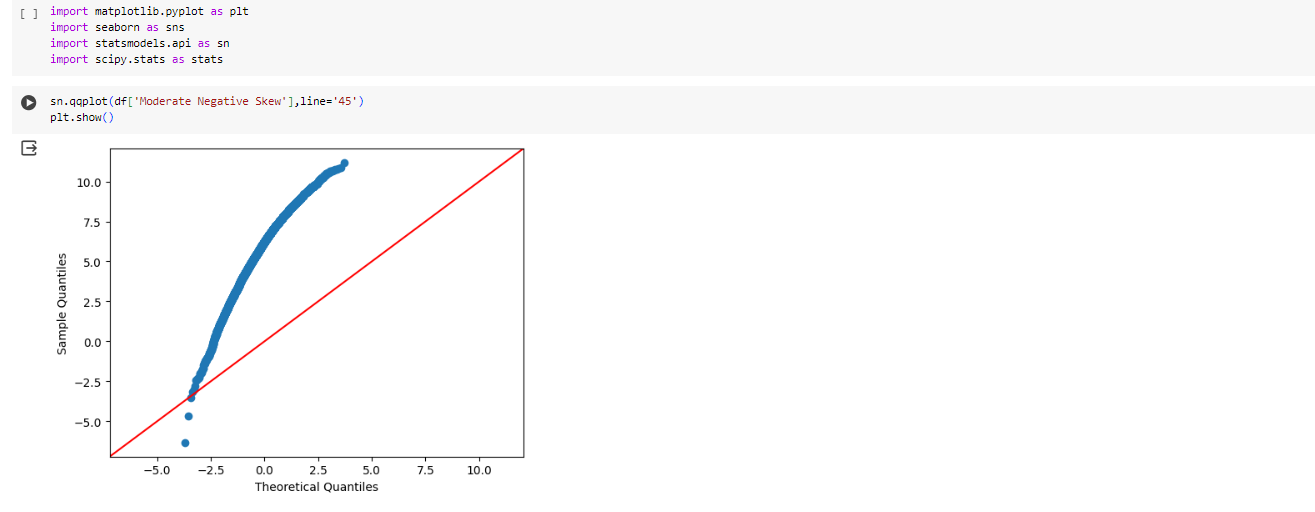 [ ] import matplotlib.pyplot as plt
import seaborn as sns
import statsmodels.api as sn
import scipy.stats as stats
sn.qqplot(df['Moderate Negative Skew'],line='45')
plt.show()
10.0
7.5
5.0
2.5
0.0
−2.5
−5.0
Sample Quantiles
−5.0 −2.5 0.0 2.5 5.0 7.5 10.0
Theoretical Quantiles